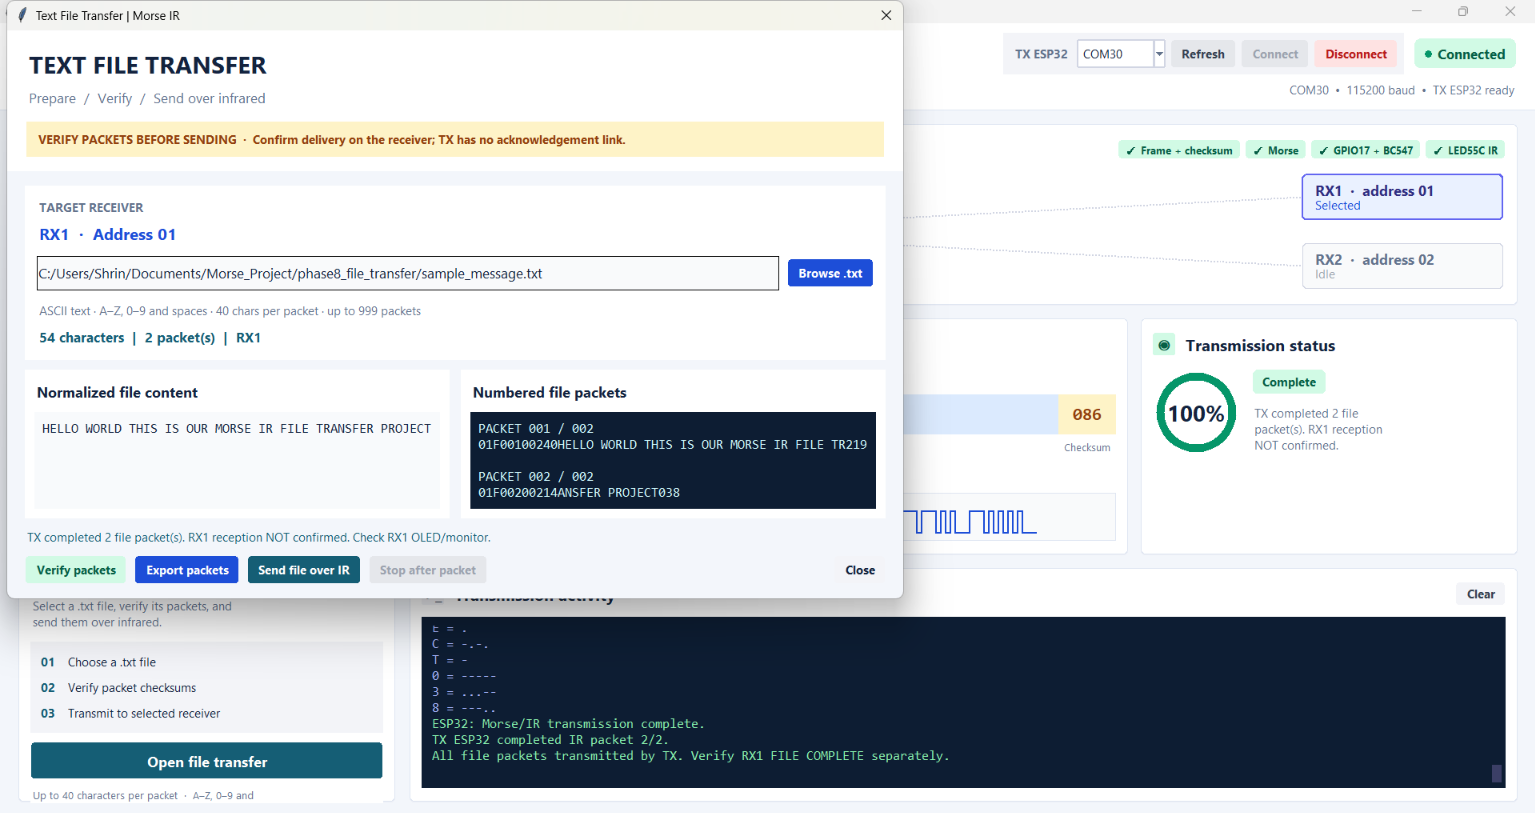 Text File Transfer | Morse IR
TEXT FILE TRANSFER
Prepare / Verify / Send over infrared
VERIFY PACKETS BEFORE SENDING · Confirm delivery on the receiver; TX has no acknowledgement link.
TARGET RECEIVER
RX1 · Address 01
C:/Users/Shrin/Documents/Morse_Project/phase8_file_transfer/sample_message.txt
Browse .txt
ASCII text · A–Z, 0–9 and spaces · 40 chars per packet · up to 999 packets
54 characters | 2 packet(s) | RX1
Normalized file content
HELLO WORLD THIS IS OUR MORSE IR FILE TRANSFER PROJECT
Numbered file packets
PACKET 001 / 002
01F00100240HELLO WORLD THIS IS OUR MORSE IR FILE TR219
PACKET 002 / 002
01F00200214ANSFER PROJECT038
TX completed 2 file packet(s). RX1 reception NOT confirmed. Check RX1 OLED/monitor.
Verify packets
Export packets
Send file over IR
Stop after packet
Close
TX ESP32
COM30
Refresh
Connect
Disconnect
● Connected
COM30 • 115200 baud • TX ESP32 ready
✓ Frame + checksum
✓ Morse
✓ GPIO17 + BC547
✓ LED55C IR
RX1 · address 01
Selected
RX2 · address 02
Idle
086
Checksum
Transmission status
100%
Complete
TX completed 2 file
packet(s). RX1 reception
NOT confirmed.
Select a .txt file, verify its packets, and
send them over infrared.
01 Choose a .txt file
02 Verify packet checksums
03 Transmit to selected receiver
Open file transfer
Up to 40 characters per packet · A–Z, 0–9 and
Transmission activity
Clear
E = .
C = -.-.
T = -
0 = -----
3 = ...--
8 = ---..
ESP32: Morse/IR transmission complete.
TX ESP32 completed IR packet 2/2.
All file packets transmitted by TX. Verify RX1 FILE COMPLETE separately.